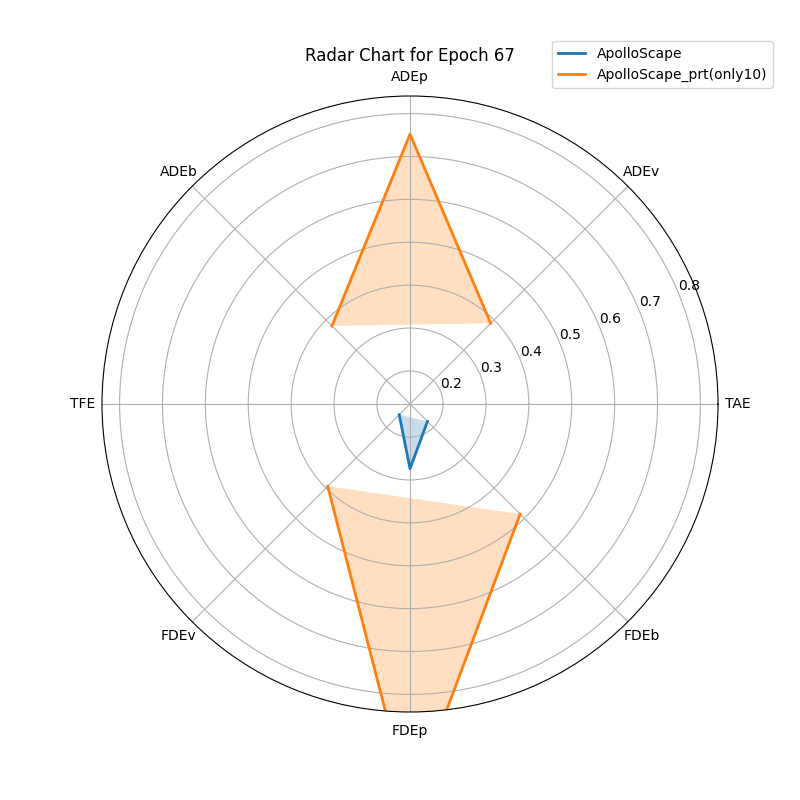 Radar Chart for Epoch 67
ApolloScape
ApolloScape_prt(only10)
ADEp
ADEb
ADEv
0.8
0.7
0.6
0.5
0.4
0.3
0.2
TFE
TAE
FDEv
FDEb
FDEp